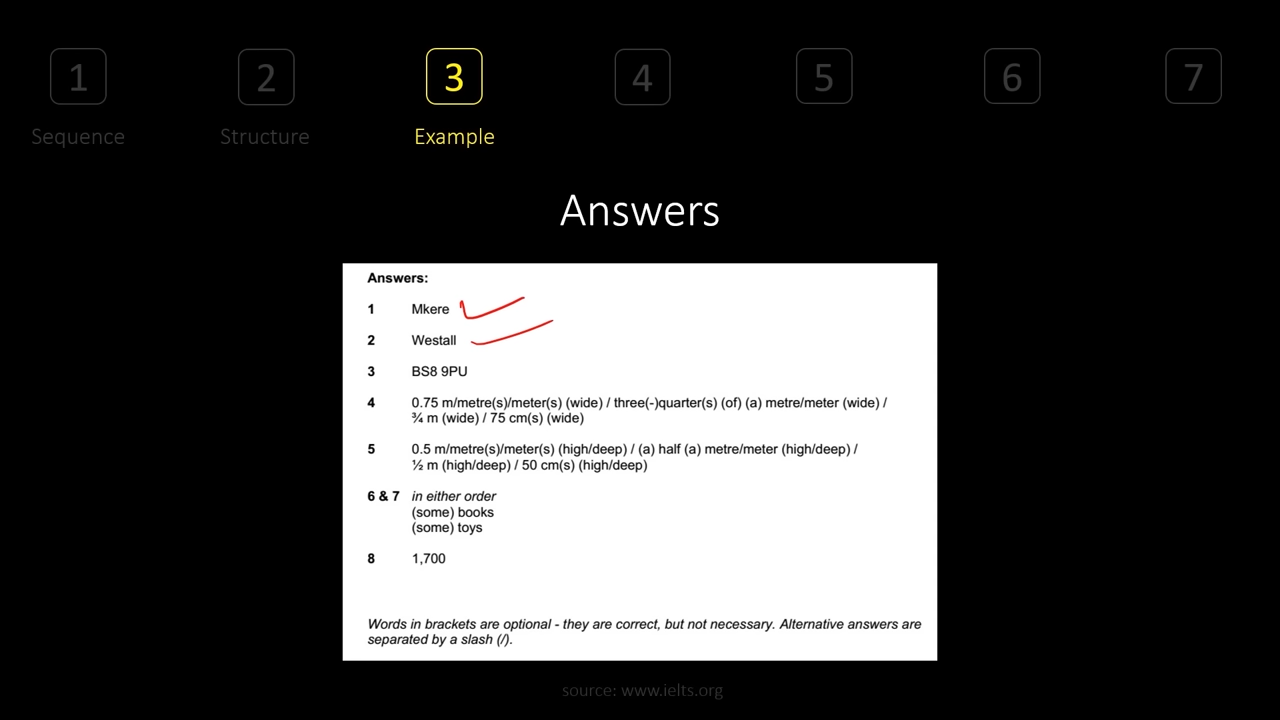 1 2 3 4 5 6 7
Sequence Structure Example
Answers
Answers:
1 Mkere
2 Westall
3 BS8 9PU
4 0.75 m/metre(s)/meter(s) (wide) / three(-)quarter(s) (of) (a) metre/meter (wide) /
¾ m (wide) / 75 cm(s) (wide)
5 0.5 m/metre(s)/meter(s) (high/deep) / (a) half (a) metre/meter (high/deep) /
½ m (high/deep) / 50 cm(s) (high/deep)
6 & 7 in either order
(some) books
(some) toys
8 1,700
Words in brackets are optional - they are correct, but not necessary. Alternative answers are
separated by a slash (/).
source: www.ielts.org